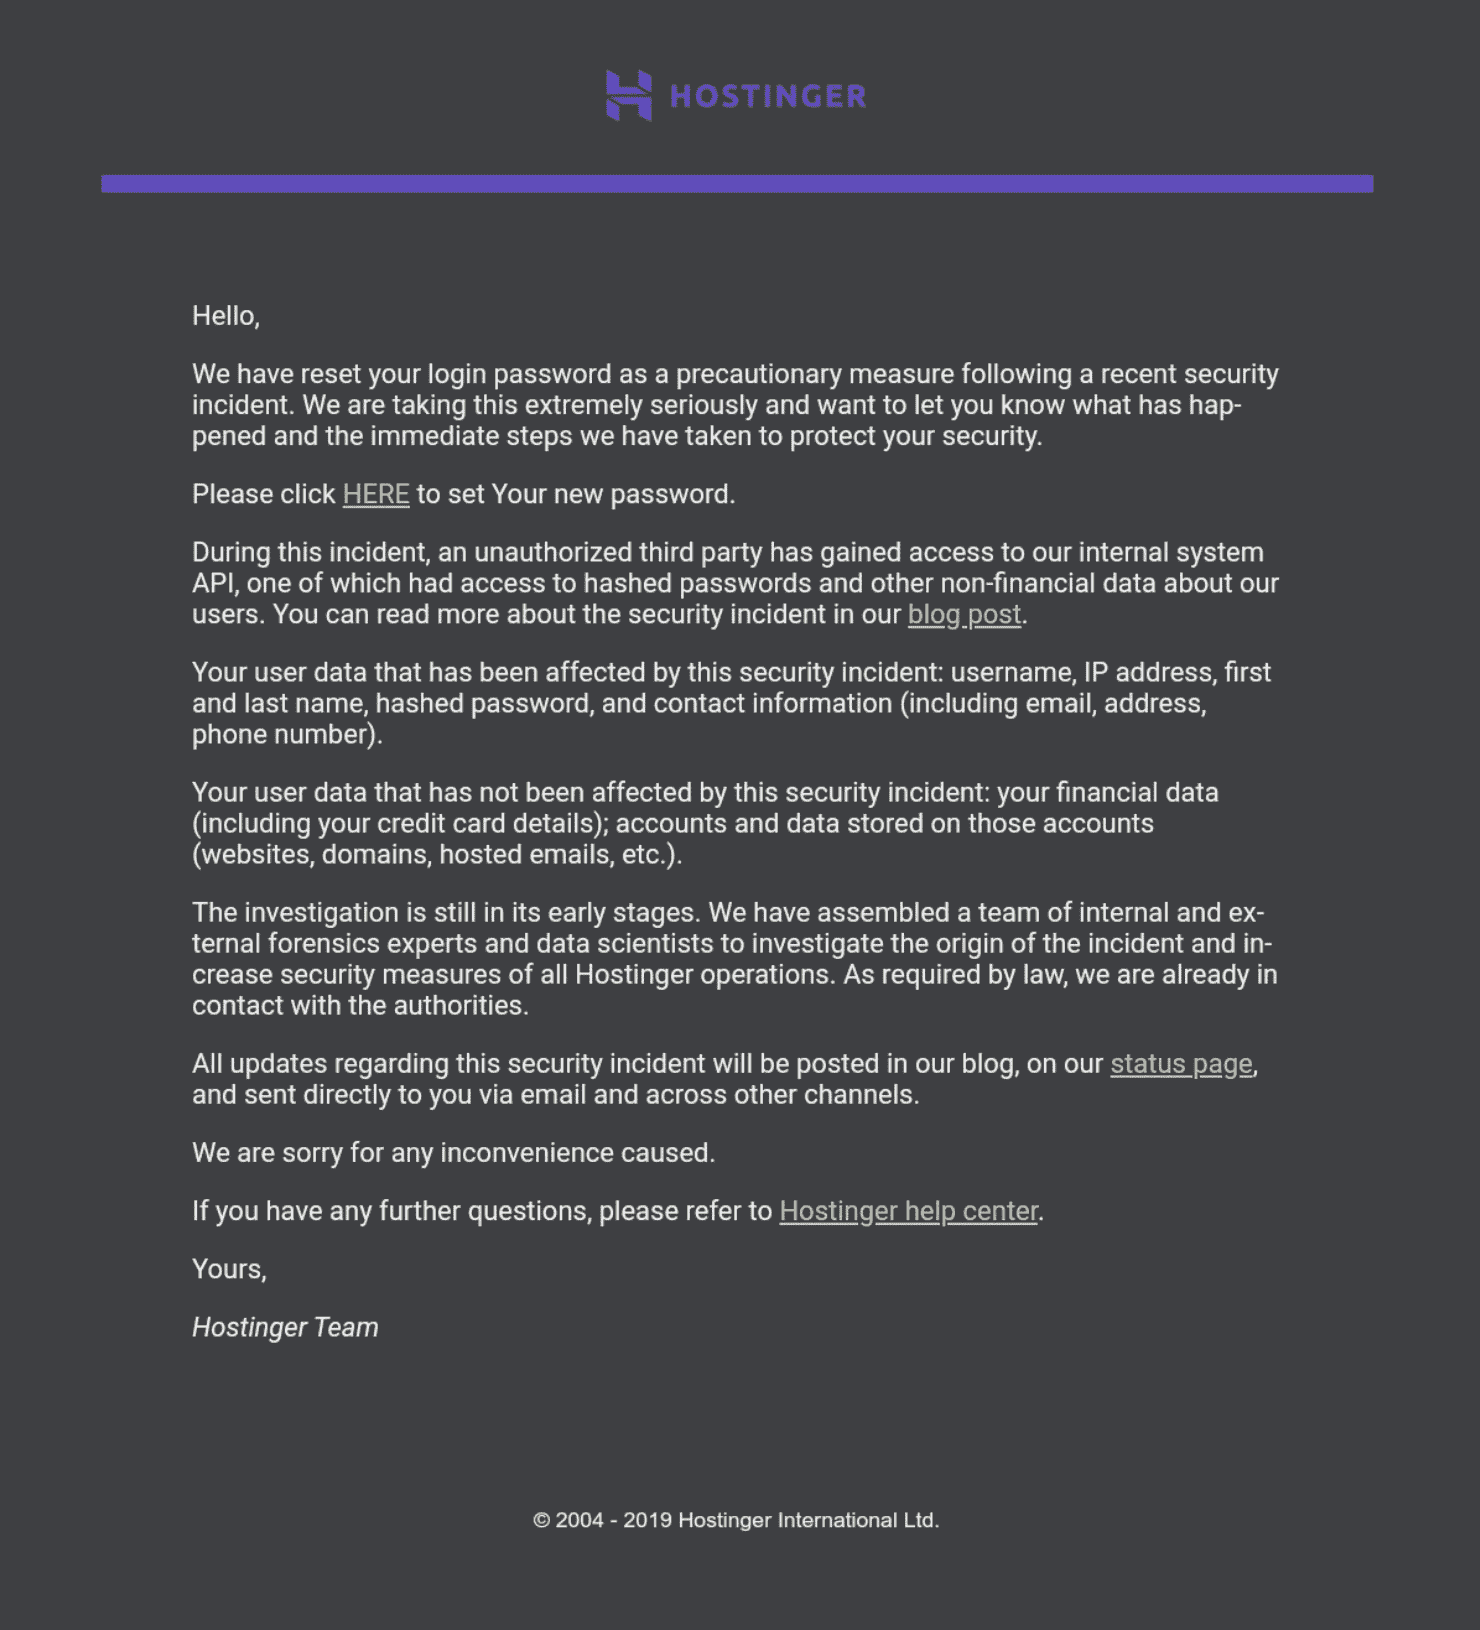 HOSTINGER
Hello,
We have reset your login password as a precautionary measure following a recent security
incident. We are taking this extremely seriously and want to let you know what has hap-
pened and the immediate steps we have taken to protect your security.
Please click HERE to set Your new password.
During this incident, an unauthorized third party has gained access to our internal system
API, one of which had access to hashed passwords and other non-financial data about our
users. You can read more about the security incident in our blog post.
Your user data that has been affected by this security incident: username, IP address, first
and last name, hashed password, and contact information (including email, address,
phone number).
Your user data that has not been affected by this security incident: your financial data
(including your credit card details); accounts and data stored on those accounts
(websites, domains, hosted emails, etc.).
The investigation is still in its early stages. We have assembled a team of internal and ex-
ternal forensics experts and data scientists to investigate the origin of the incident and in-
crease security measures of all Hostinger operations. As required by law, we are already in
contact with the authorities.
All updates regarding this security incident will be posted in our blog, on our status page,
and sent directly to you via email and across other channels.
We are sorry for any inconvenience caused.
If you have any further questions, please refer to Hostinger help center.
Yours,
Hostinger Team
© 2004 - 2019 Hostinger International Ltd.